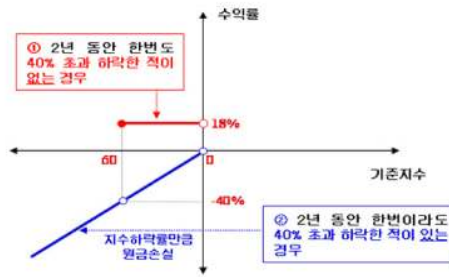 수익률
① 2년 동안 한번도
40% 초과 하락한 적이
없는 경우
18%
60
0
기준지수
-40%
지수하락률만큼
원금손실
② 2년 동안 한번이라도
40% 초과 하락한 적이 있는
경우